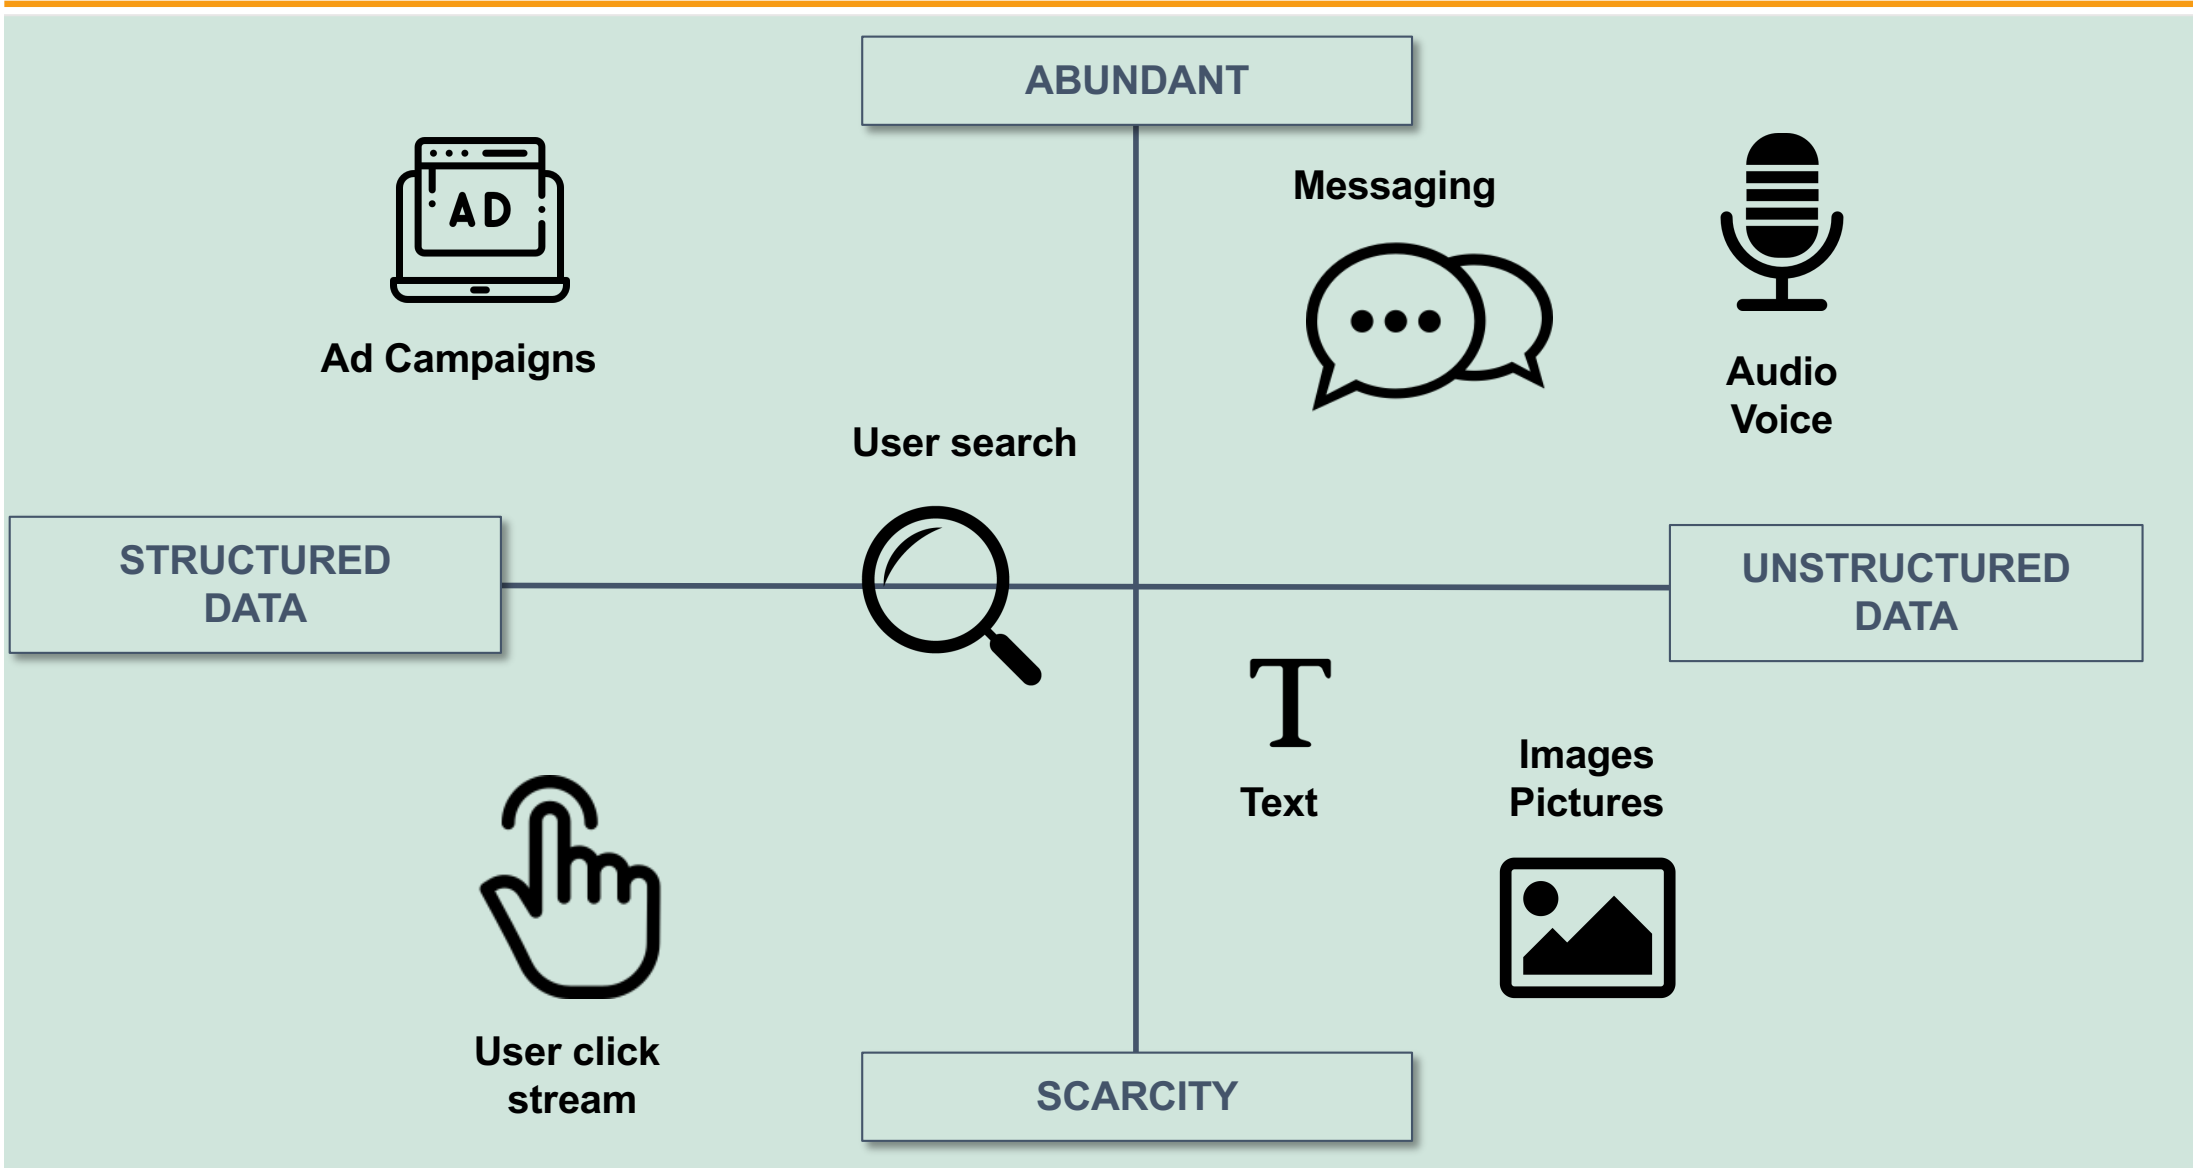 ABUNDANT
AD
Ad Campaigns
Messaging
Audio
Voice
User search
STRUCTURED
DATA
UNSTRUCTURED
DATA
T
Text
Images
Pictures
User click
stream
SCARCITY